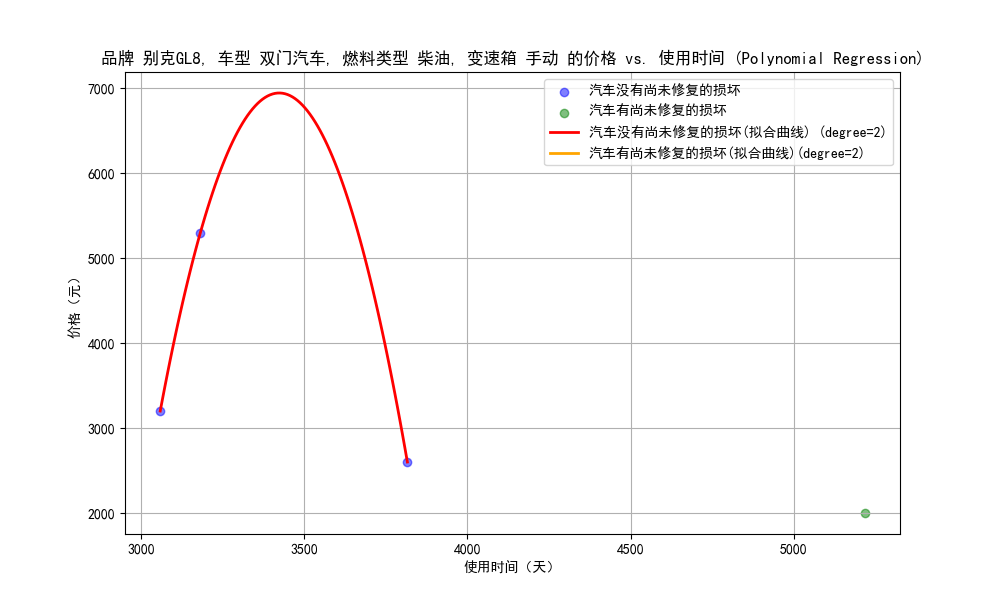 品牌 别克GL8, 车型 双门汽车, 燃料类型 柴油, 变速箱 手动 的价格 vs. 使用时间 (Polynomial Regression)
汽车没有尚未修复的损坏
汽车有尚未修复的损坏
汽车没有尚未修复的损坏(拟合曲线) (degree=2)
汽车有尚未修复的损坏(拟合曲线)(degree=2)
7000
6000
5000
4000
3000
2000
价格（元）
3000 3500 4000 4500 5000
使用时间（天）